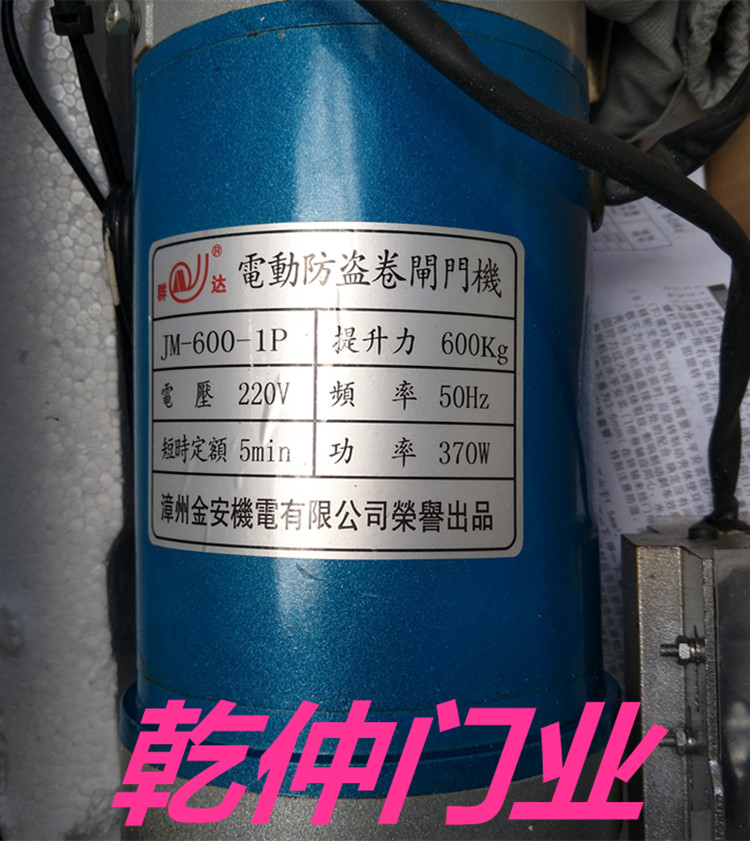 群达® 電動防盗卷閘門機
JM-600-1P 提升力 600Kg
電壓 220V 頻率 50Hz
短時定額 5min 功率 370W
漳州金安機電有限公司榮譽出品
乾仲门业